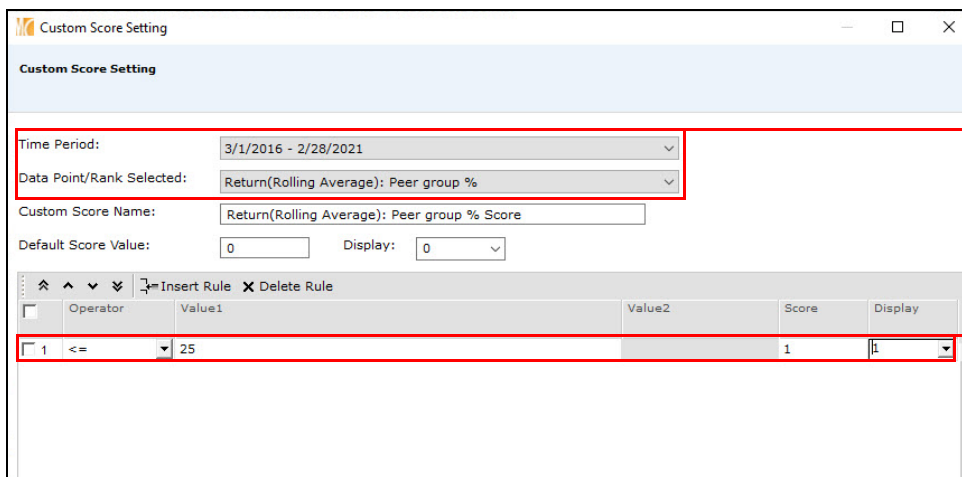 Custom Score Setting
Custom Score Setting
Time Period: 3/1/2016 - 2/28/2021
Data Point/Rank Selected: Return(Rolling Average): Peer group %
Custom Score Name: Return(Rolling Average): Peer group % Score
Default Score Value: 0 Display: 0
Insert Rule Delete Rule
Operator Value1 Value2 Score Display
1 <= 25 1 1